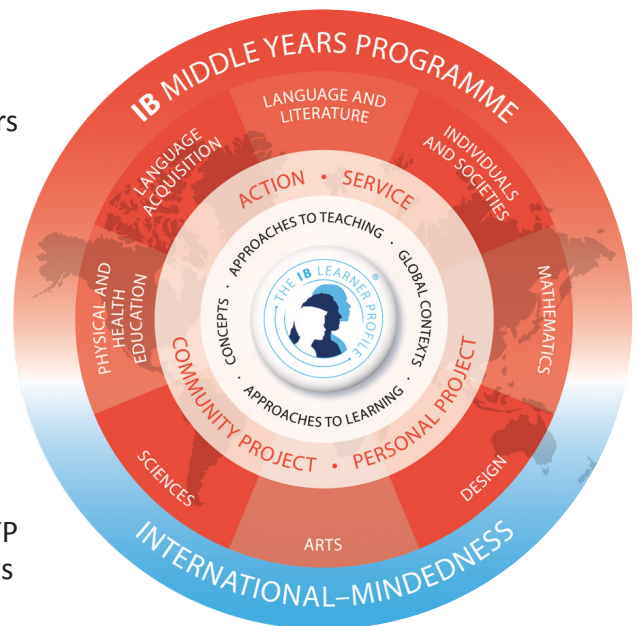 IB MIDDLE YEARS PROGRAMME
LANGUAGE AND
LITERATURE
INDIVIDUALS
AND SOCIETIES
MATHEMATICS
DESIGN
ARTS
SCIENCES
PHYSICAL AND
HEALTH
EDUCATION
LANGUAGE
ACQUISITION
ACTION • SERVICE
PERSONAL PROJECT
•
COMMUNITY PROJECT
APPROACHES TO TEACHING ·
GLOBAL CONTEXTS ·
APPROACHES TO LEARNING ·
CONCEPTS ·
THE IB LEARNER PROFILE ®
INTERNATIONAL–MINDEDNESS